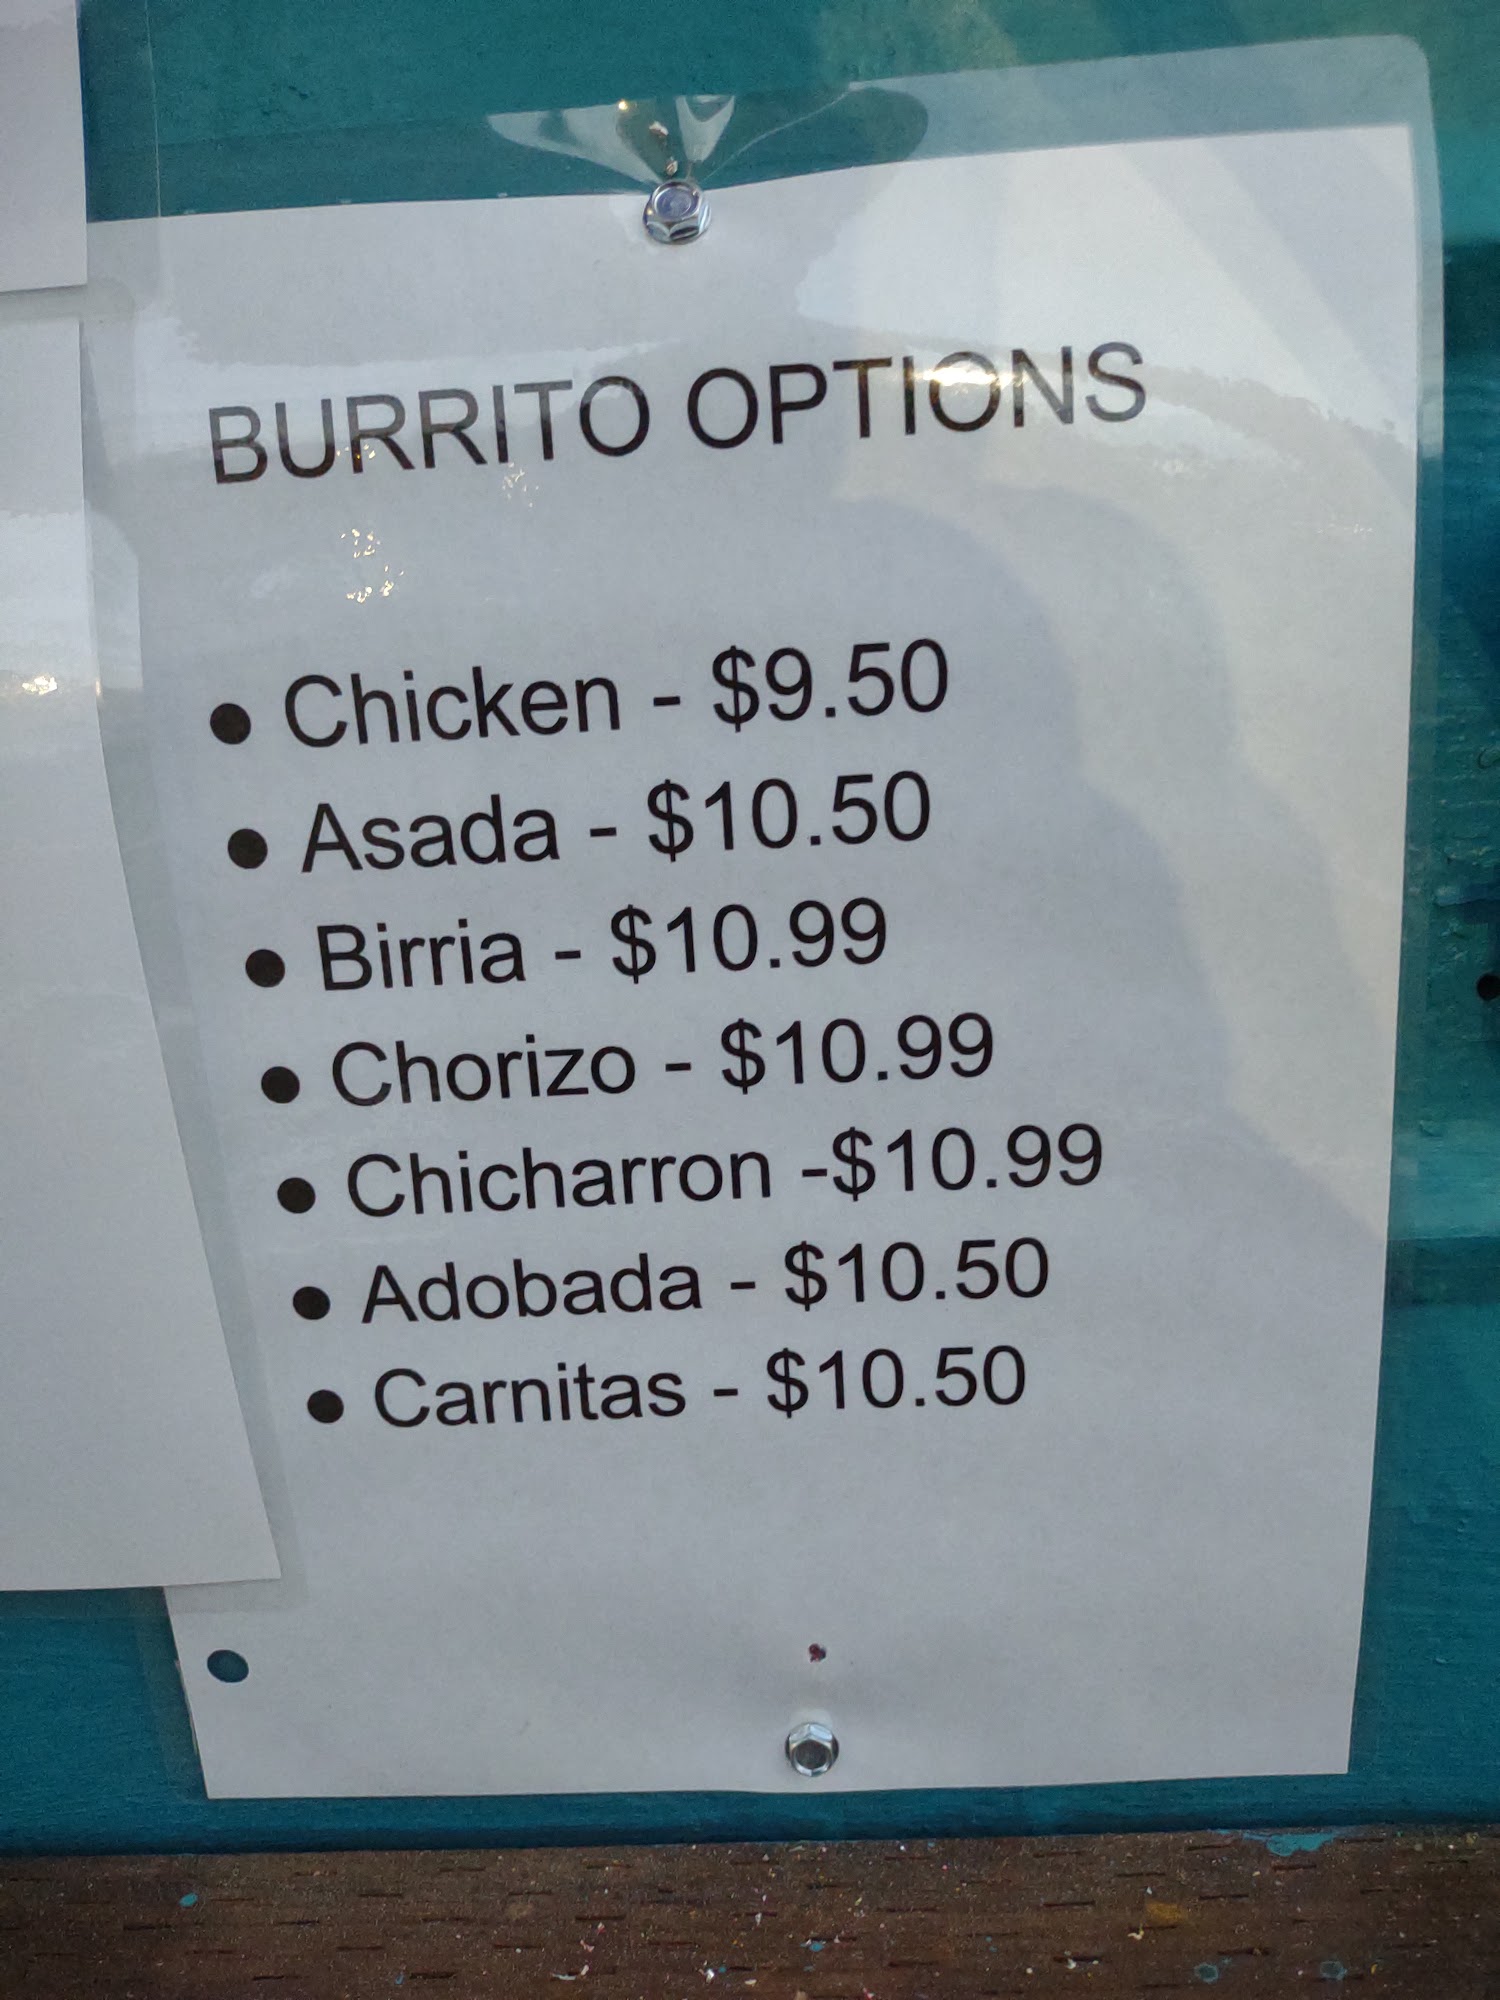 BURRITO OPTIONS
• Chicken - $9.50
• Asada - $10.50
• Birria - $10.99
• Chorizo - $10.99
• Chicharron -$10.99
• Adobada - $10.50
• Carnitas - $10.50